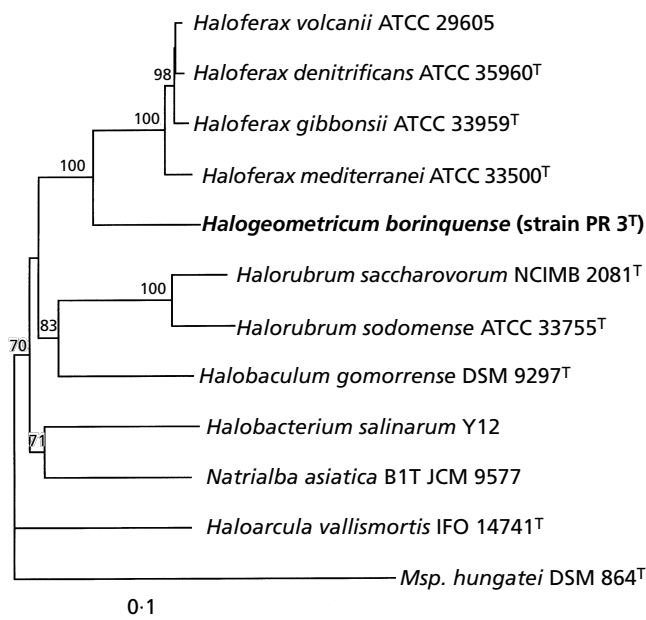 Haloferax volcanii ATCC 29605
98
Haloferax denitrificans ATCC 35960ᵀ
100
Haloferax gibbonsii ATCC 33959ᵀ
100
Haloferax mediterranei ATCC 33500ᵀ
Halogeometricum borinquense (strain PR 3ᵀ)
Halorubrum saccharovorum NCIMB 2081ᵀ
100
83
Halorubrum sodomense ATCC 33755ᵀ
70
Halobaculum gomorrense DSM 9297ᵀ
Halobacterium salinarum Y12
71
Natrialba asiatica B1T JCM 9577
Haloarcula vallismortis IFO 14741ᵀ
Msp. hungatei DSM 864ᵀ
0·1